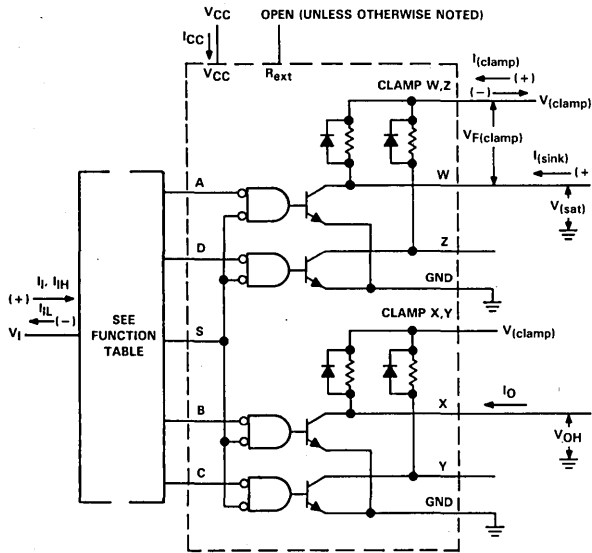 VCC OPEN (UNLESS OTHERWISE NOTED)
ICC
VCC Rext
CLAMP W,Z
I(clamp)
(+)
(−)
V(clamp)
VF(clamp)
I(sink)
(+
W
V(sat)
A
D
Z
GND
(+) II, IIH
IIL (−)
VI
SEE
FUNCTION
TABLE
S
CLAMP X,Y
V(clamp)
B
X
IO
VOH
C
Y
GND